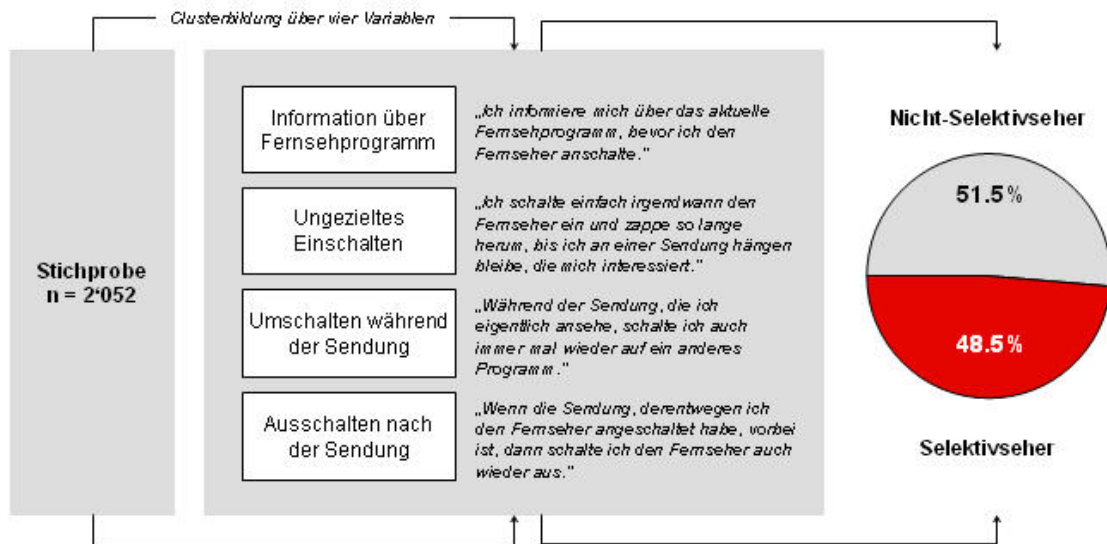 Clusterbildung über vier Variablen
Stichprobe
n = 2'052
Information über
Fernsehprogramm
„Ich informiere mich über das aktuelle
Fernsehprogramm, bevor ich den
Fernseher anschalte."
Ungezieltes
Einschalten
„Ich schalte einfach irgendwann den
Fernseher ein und zappe so lange
herum, bis ich an einer Sendung hängen
bleibe, die mich interessiert."
Umschalten während
der Sendung
„Während der Sendung, die ich
eigentlich ansehe, schalte ich auch
immer mal wieder auf ein anderes
Programm."
Ausschalten nach
der Sendung
„Wenn die Sendung, derentwegen ich
den Fernseher angeschaltet habe, vorbei
ist, dann schalte ich den Fernseher auch
wieder aus."
Nicht-Selektivseher
51.5%
48.5%
Selektivseher